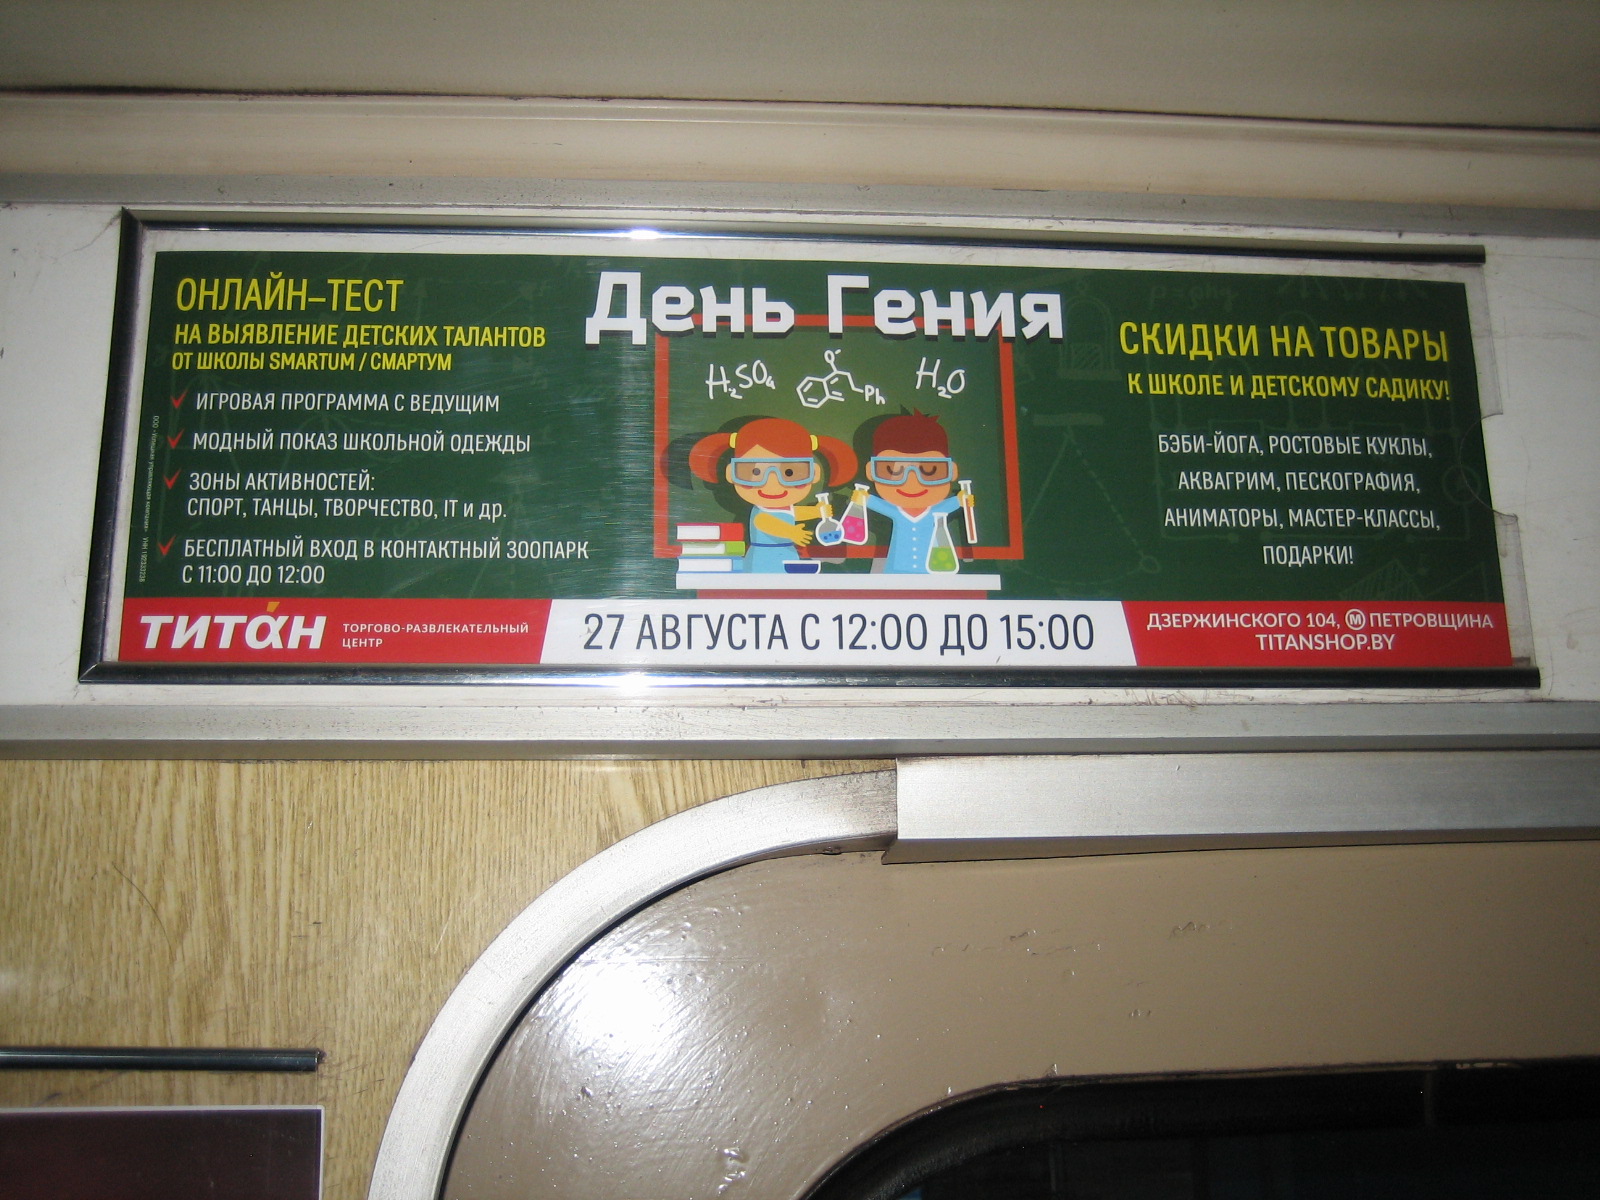 День Гения
ОНЛАЙН-ТЕСТ
НА ВЫЯВЛЕНИЕ ДЕТСКИХ ТАЛАНТОВ
ОТ ШКОЛЫ SMARTUM / СМАРТУМ
ИГРОВАЯ ПРОГРАММА С ВЕДУЩИМ
МОДНЫЙ ПОКАЗ ШКОЛЬНОЙ ОДЕЖДЫ
ЗОНЫ АКТИВНОСТЕЙ:
СПОРТ, ТАНЦЫ, ТВОРЧЕСТВО, IT и др.
БЕСПЛАТНЫЙ ВХОД В КОНТАКТНЫЙ ЗООПАРК
С 11:00 ДО 12:00
H₂SO₄
O
Ph
H₂O
СКИДКИ НА ТОВАРЫ
К ШКОЛЕ И ДЕТСКОМУ САДИКУ!
БЭБИ-ЙОГА, РОСТОВЫЕ КУКЛЫ,
АКВАГРИМ, ПЕСКОГРАФИЯ,
АНИМАТОРЫ, МАСТЕР-КЛАССЫ,
ПОДАРКИ!
ТИТАН
ТОРГОВО-РАЗВЛЕКАТЕЛЬНЫЙ
ЦЕНТР
27 АВГУСТА С 12:00 ДО 15:00
ДЗЕРЖИНСКОГО 104, М ПЕТРОВЩИНА
TITANSHOP.BY